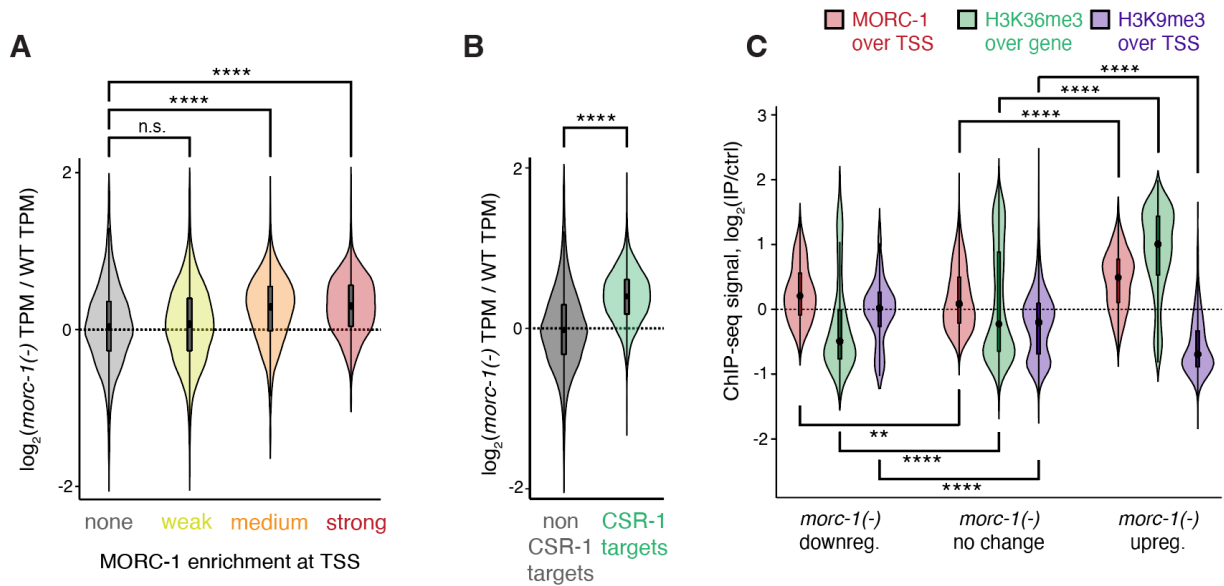 A
log2(morc-1(-) TPM / WT TPM)
2
0
-2
****
****
n.s.
none weak medium strong
MORC-1 enrichment at TSS
B
log2(morc-1(-) TPM / WT TPM)
2
0
-2
****
non
CSR-1
targets
CSR-1
targets
C
MORC-1
over TSS
H3K36me3
over gene
H3K9me3
over TSS
ChIP-seq signal, log2(IP/ctrl)
3
2
1
0
-1
-2
****
****
****
**
****
****
morc-1(-)
downreg.
morc-1(-)
no change
morc-1(-)
upreg.